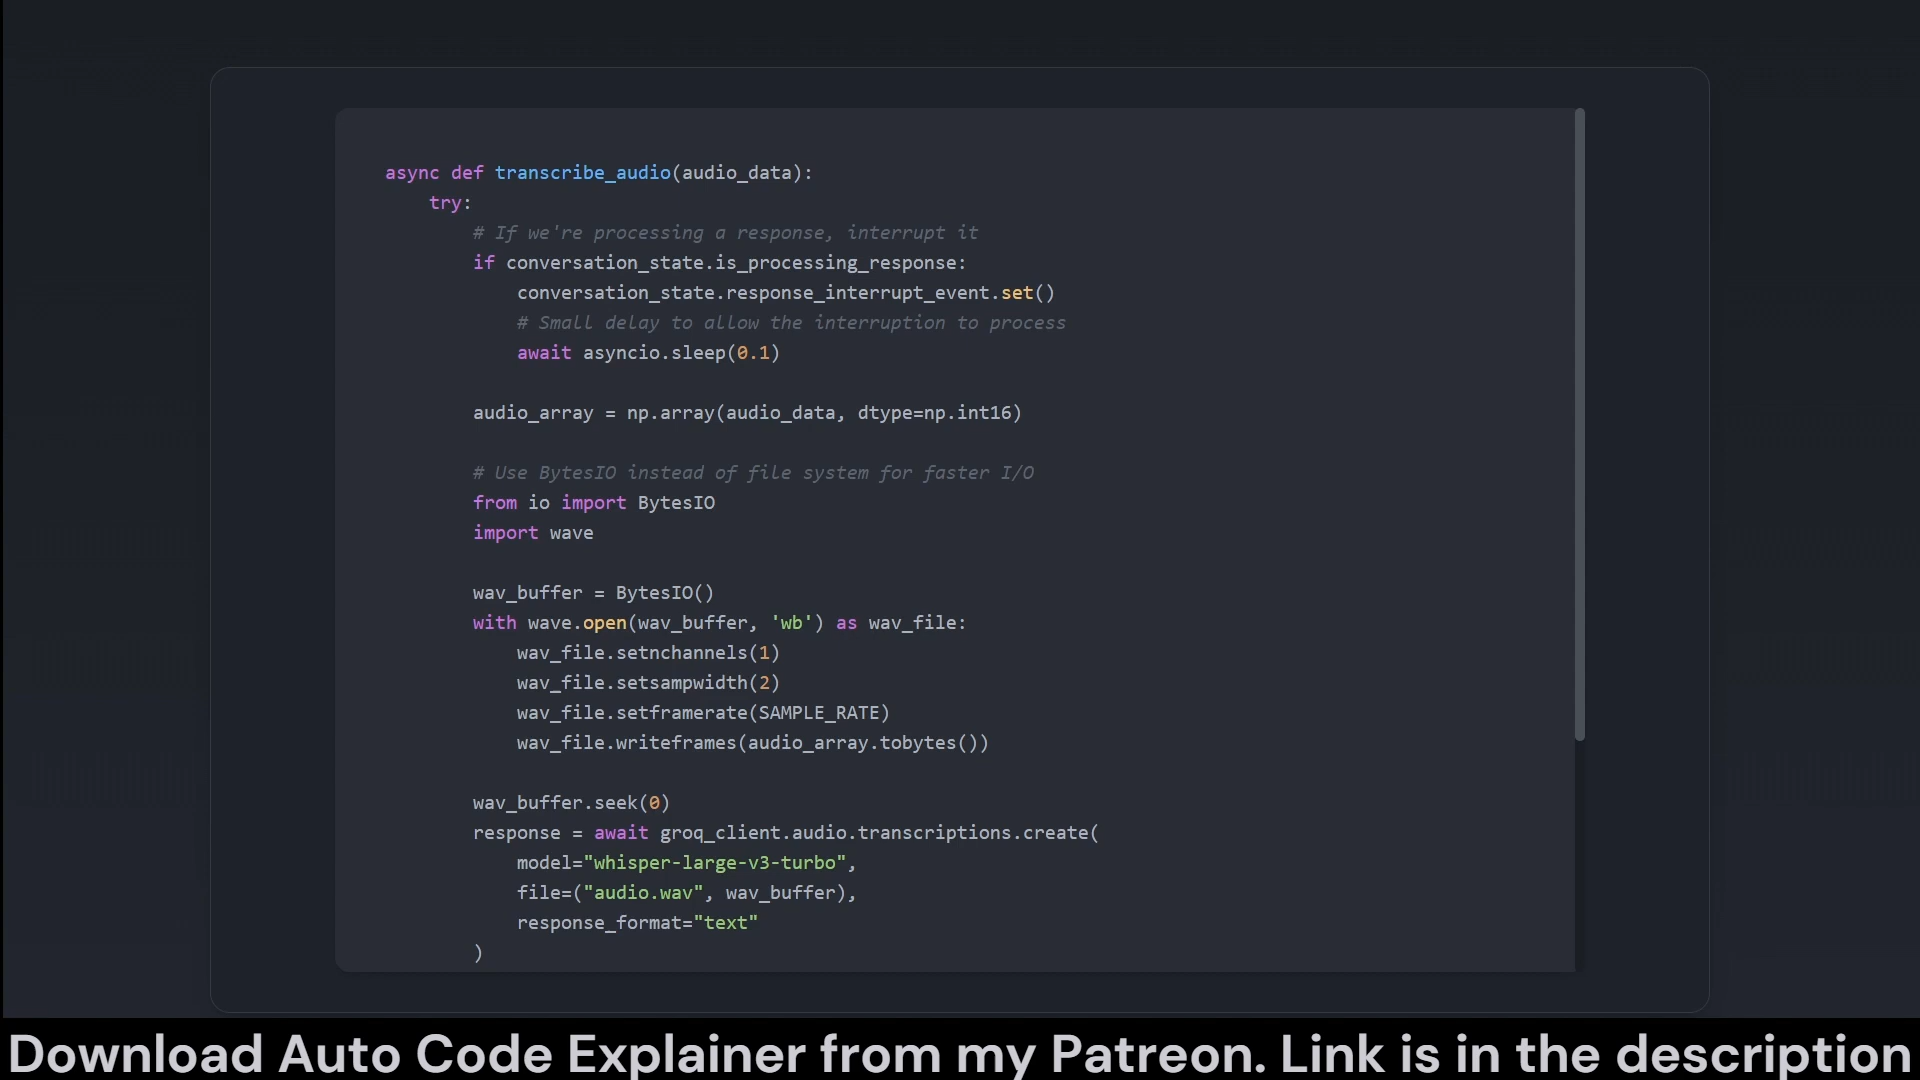 async def transcribe_audio(audio_data):
    try:
        # If we're processing a response, interrupt it
        if conversation_state.is_processing_response:
            conversation_state.response_interrupt_event.set()
            # Small delay to allow the interruption to process
            await asyncio.sleep(0.1)

        audio_array = np.array(audio_data, dtype=np.int16)

        # Use BytesIO instead of file system for faster I/O
        from io import BytesIO
        import wave

        wav_buffer = BytesIO()
        with wave.open(wav_buffer, 'wb') as wav_file:
            wav_file.setnchannels(1)
            wav_file.setsampwidth(2)
            wav_file.setframerate(SAMPLE_RATE)
            wav_file.writeframes(audio_array.tobytes())

        wav_buffer.seek(0)
        response = await groq_client.audio.transcriptions.create(
            model="whisper-large-v3-turbo",
            file=("audio.wav", wav_buffer),
            response_format="text"
        )
Download Auto Code Explainer from my Patreon. Link is in the description